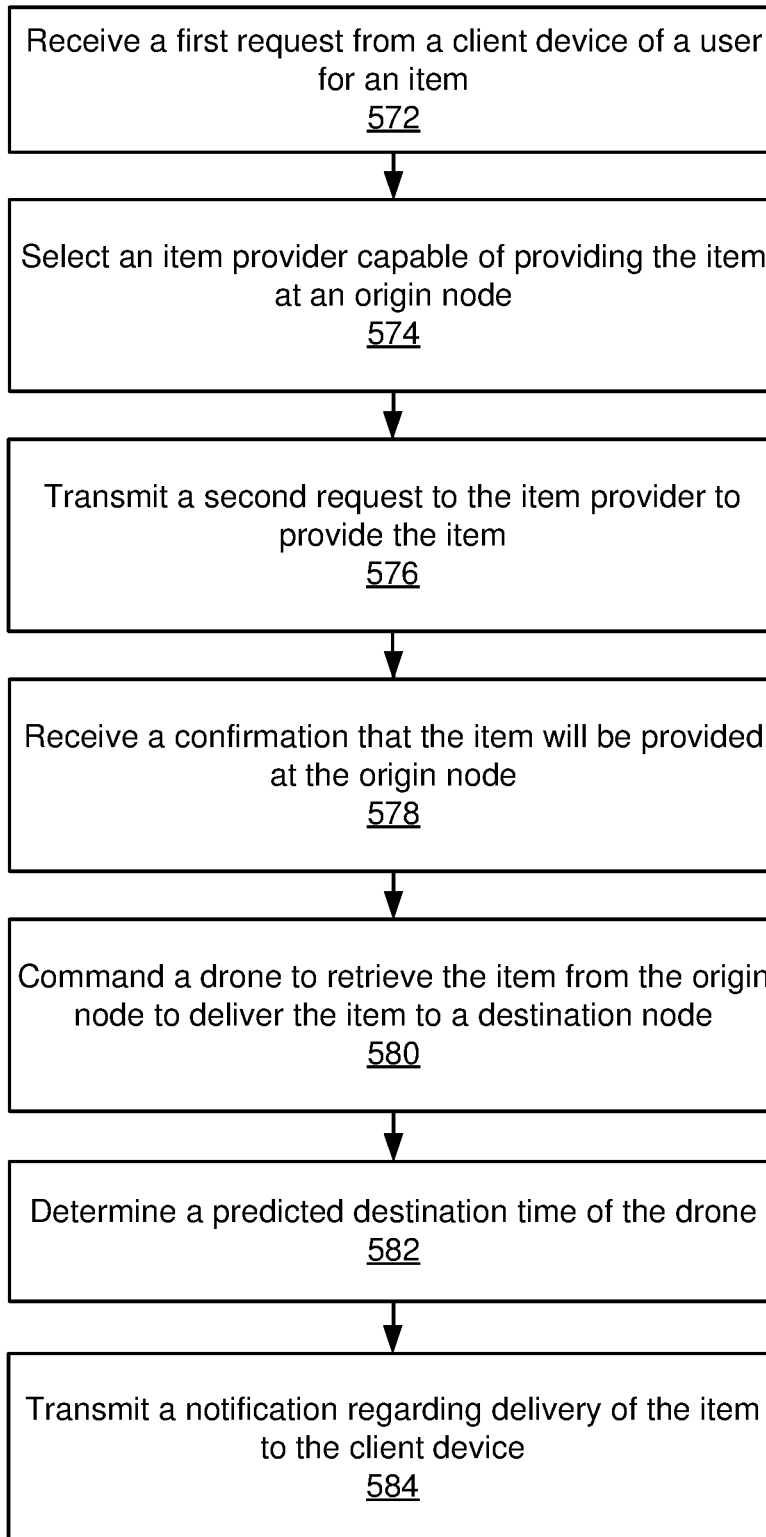 Receive a first request from a client device of a user
for an item
572
Select an item provider capable of providing the item
at an origin node
574
Transmit a second request to the item provider to
provide the item
576
Receive a confirmation that the item will be provided
at the origin node
578
Command a drone to retrieve the item from the origin
node to deliver the item to a destination node
580
Determine a predicted destination time of the drone
582
Transmit a notification regarding delivery of the item
to the client device
584